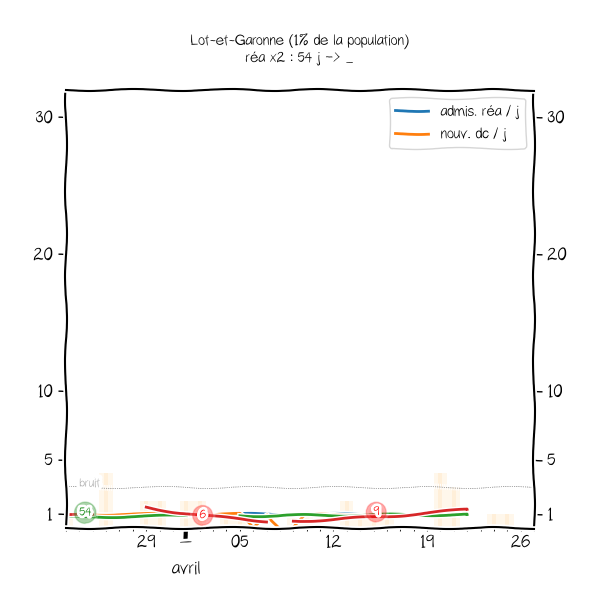 Lot-et-Garonne (1% de la population)
réa x2 : 54 j -> _
admis. réa / j
nouv. dc / j
30 30
20 20
10 10
5 5
bruit
1 54 6 9 1
29 1 05 12 19 26
avril